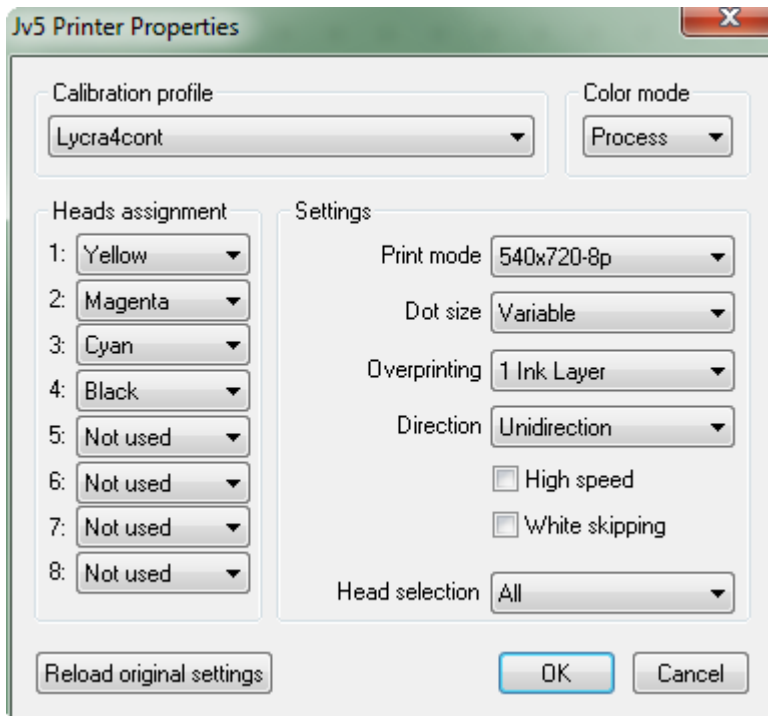 Jv5 Printer Properties
x
Calibration profile
Lycra4cont
Color mode
Process
Heads assignment
1: Yellow
2: Magenta
3: Cyan
4: Black
5: Not used
6: Not used
7: Not used
8: Not used
Settings
Print mode 540x720-8p
Dot size Variable
Overprinting 1 Ink Layer
Direction Unidirection
High speed
White skipping
Head selection All
Reload original settings
OK
Cancel